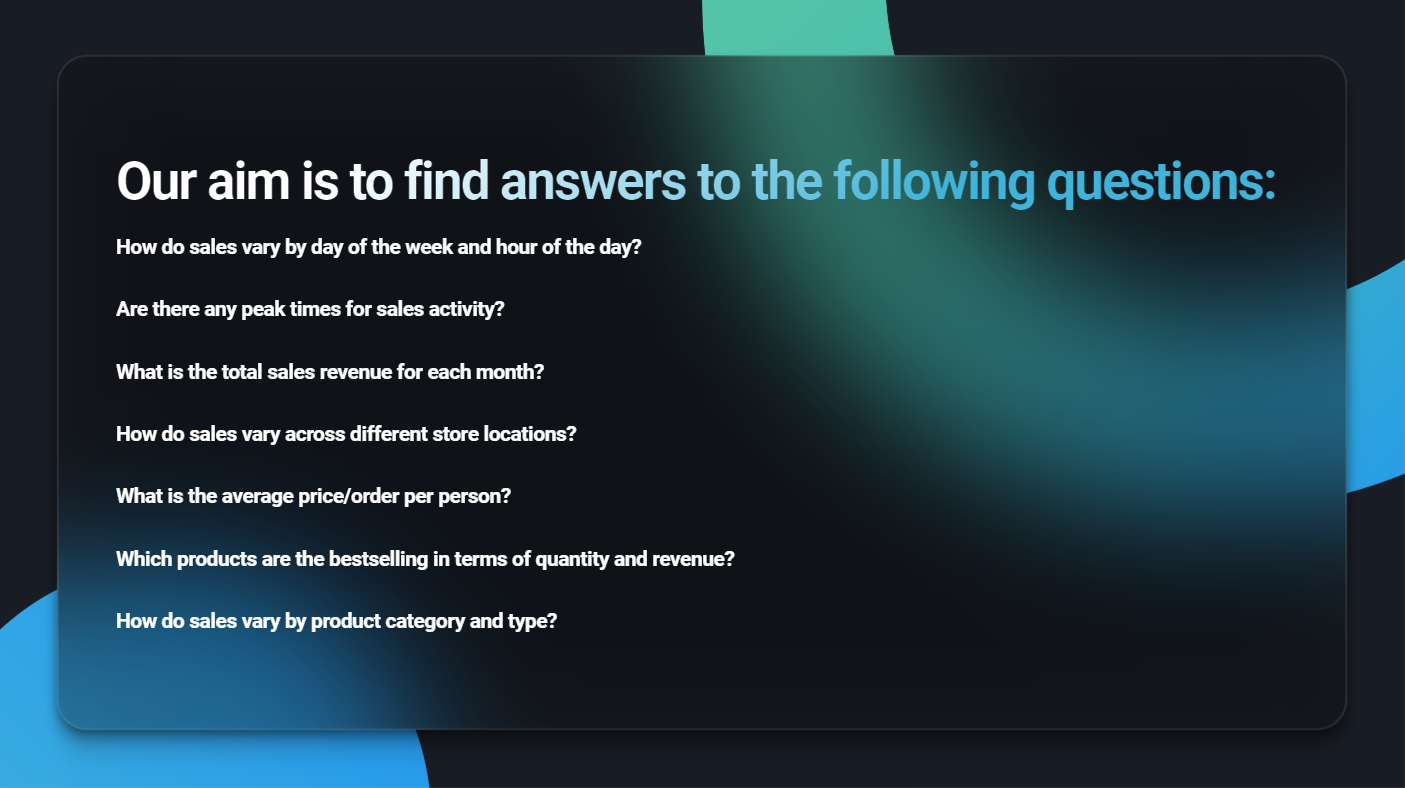 Our aim is to find answers to the following questions:
How do sales vary by day of the week and hour of the day?
Are there any peak times for sales activity?
What is the total sales revenue for each month?
How do sales vary across different store locations?
What is the average price/order per person?
Which products are the bestselling in terms of quantity and revenue?
How do sales vary by product category and type?